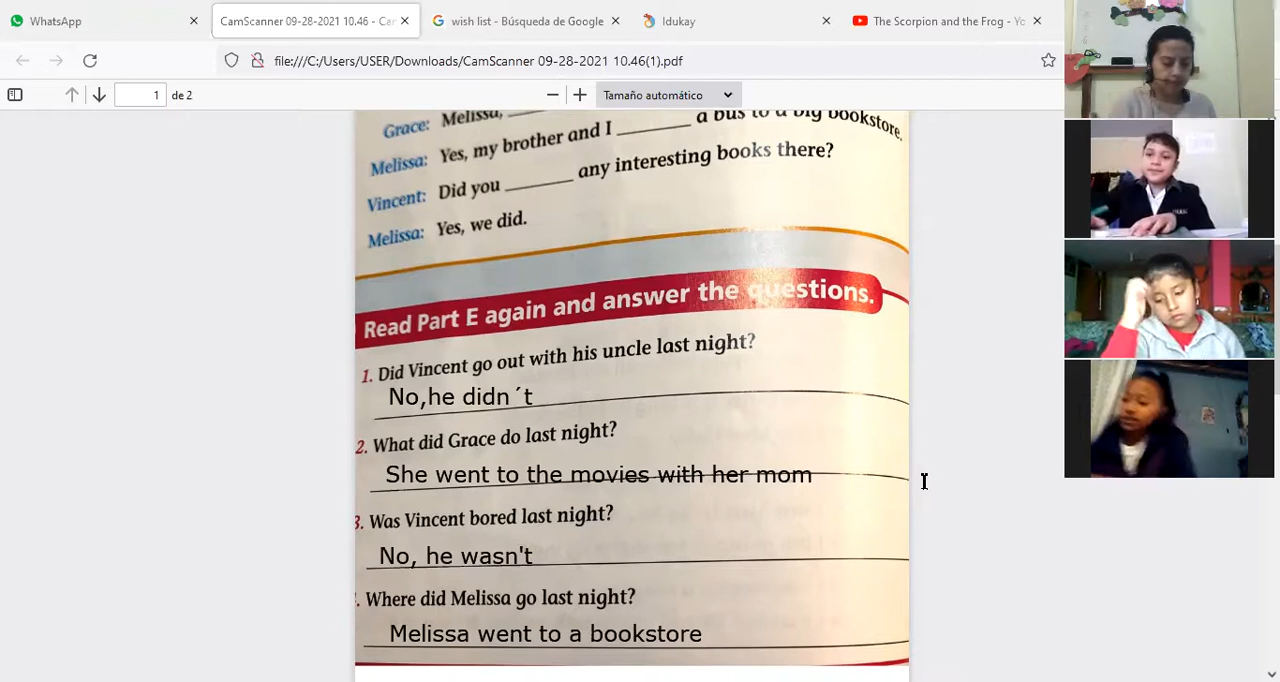 WhatsApp
CamScanner 09-28-2021 10.46 - Ca
wish list - Búsqueda de Google
Idukay
The Scorpion and the Frog - Yo
file:///C:/Users/USER/Downloads/CamScanner 09-28-2021 10.46(1).pdf
1 de 2
Tamaño automático
Grace: Melissa,
Melissa: Yes, my brother and I ______ a bus to a big bookstore.
Vincent: Did you ______ any interesting books there?
Melissa: Yes, we did.
Read Part E again and answer the questions.
1. Did Vincent go out with his uncle last night?
No,he didn´t
2. What did Grace do last night?
She went to the movies with her mom
3. Was Vincent bored last night?
No, he wasn't
. Where did Melissa go last night?
Melissa went to a bookstore